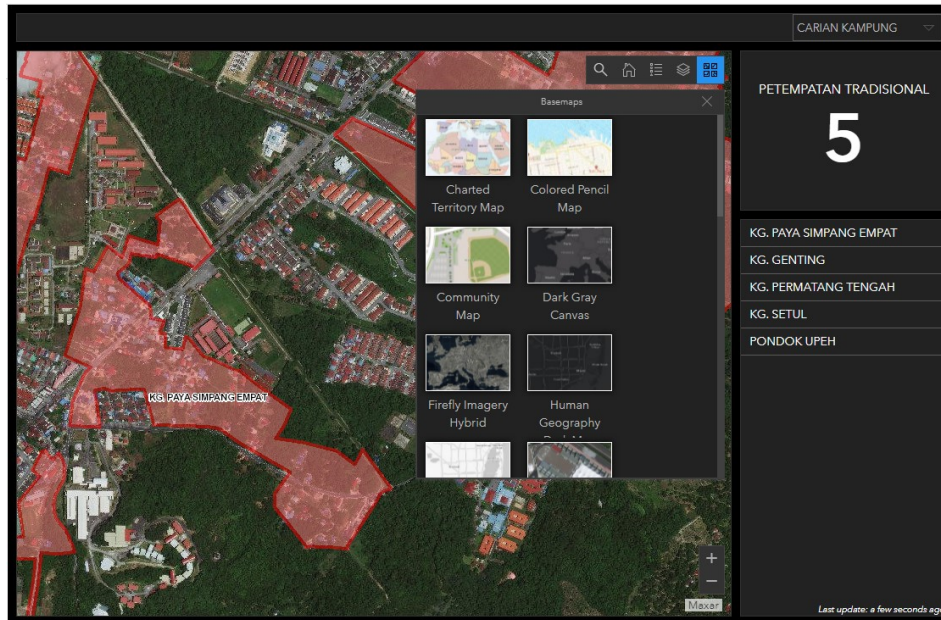 CARIAN KAMPUNG
Basemaps
Charted
Territory Map
Colored Pencil
Map
Community
Map
Dark Gray
Canvas
Firefly Imagery
Hybrid
Human
Geography
KG. PAYA SIMPANG EMPAT
Maxar
PETEMPATAN TRADISIONAL
5
KG. PAYA SIMPANG EMPAT
KG. GENTING
KG. PERMATANG TENGAH
KG. SETUL
PONDOK UPEH
Last update: a few seconds ago